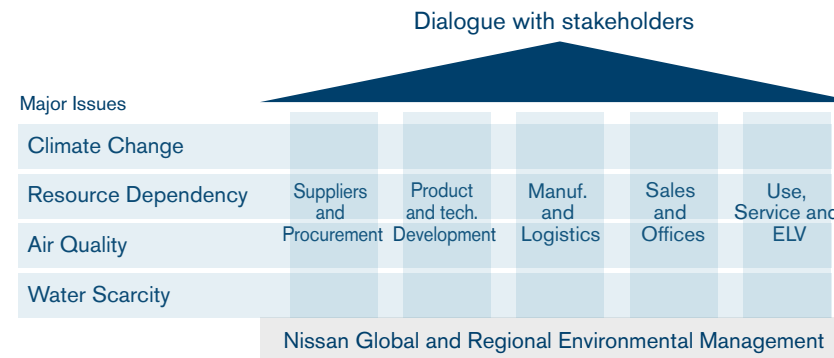 Dialogue with stakeholders
Major Issues
Climate Change
Resource Dependency
Air Quality
Water Scarcity
Suppliers
and
Procurement
Product
and tech.
Development
Manuf.
and
Logistics
Sales
and
Offices
Use,
Service and
ELV
Nissan Global and Regional Environmental Management